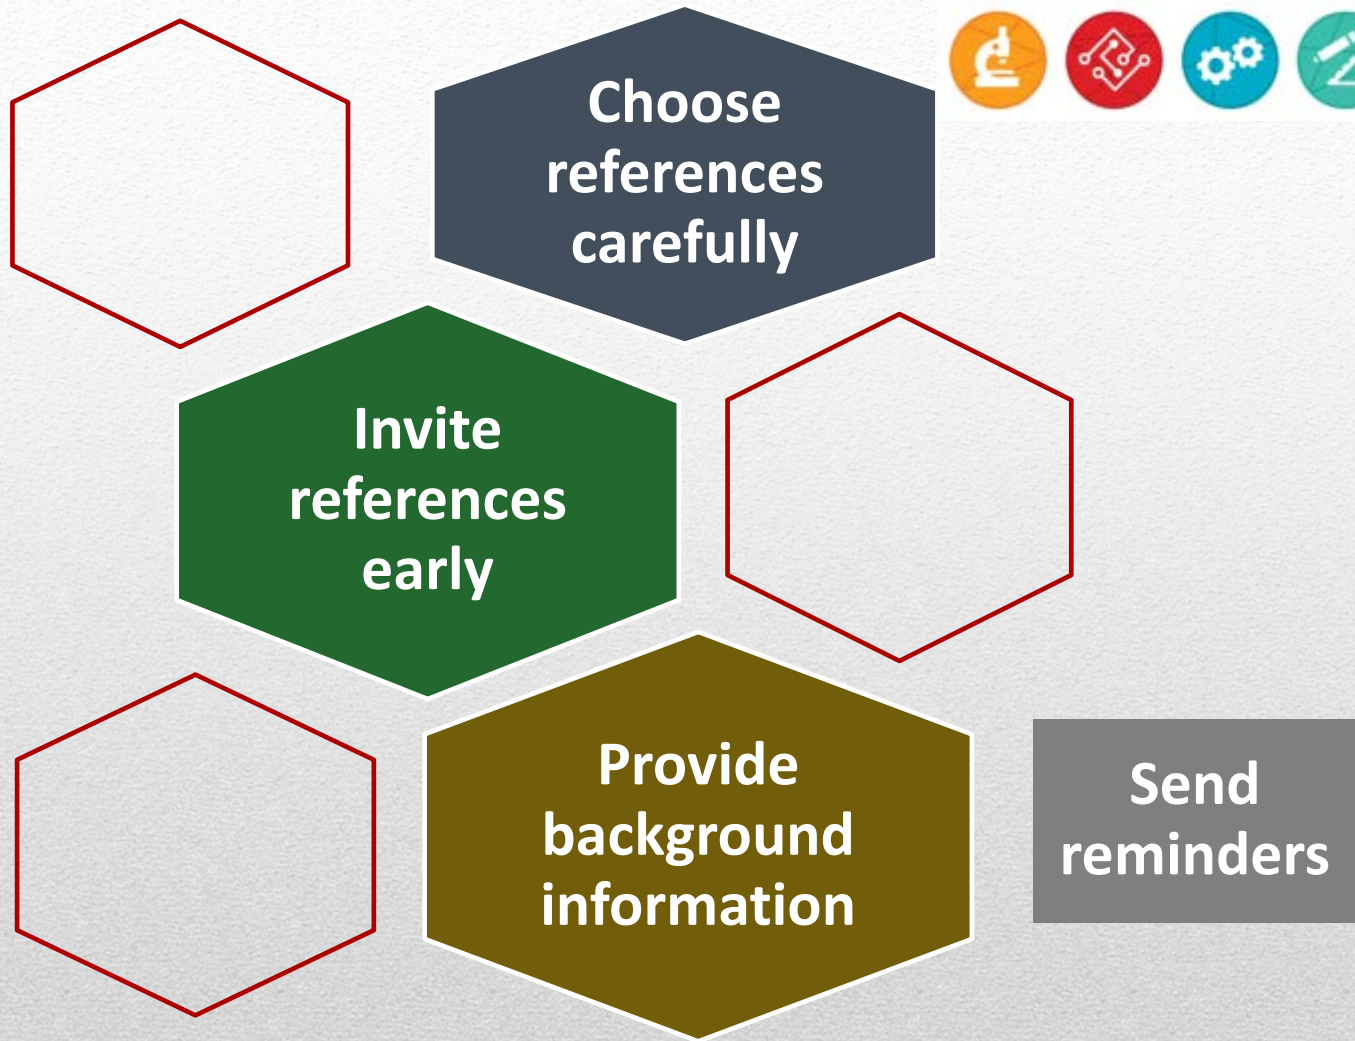 Choose
references
carefully
Invite
references
early
Provide
background
information
Send
reminders